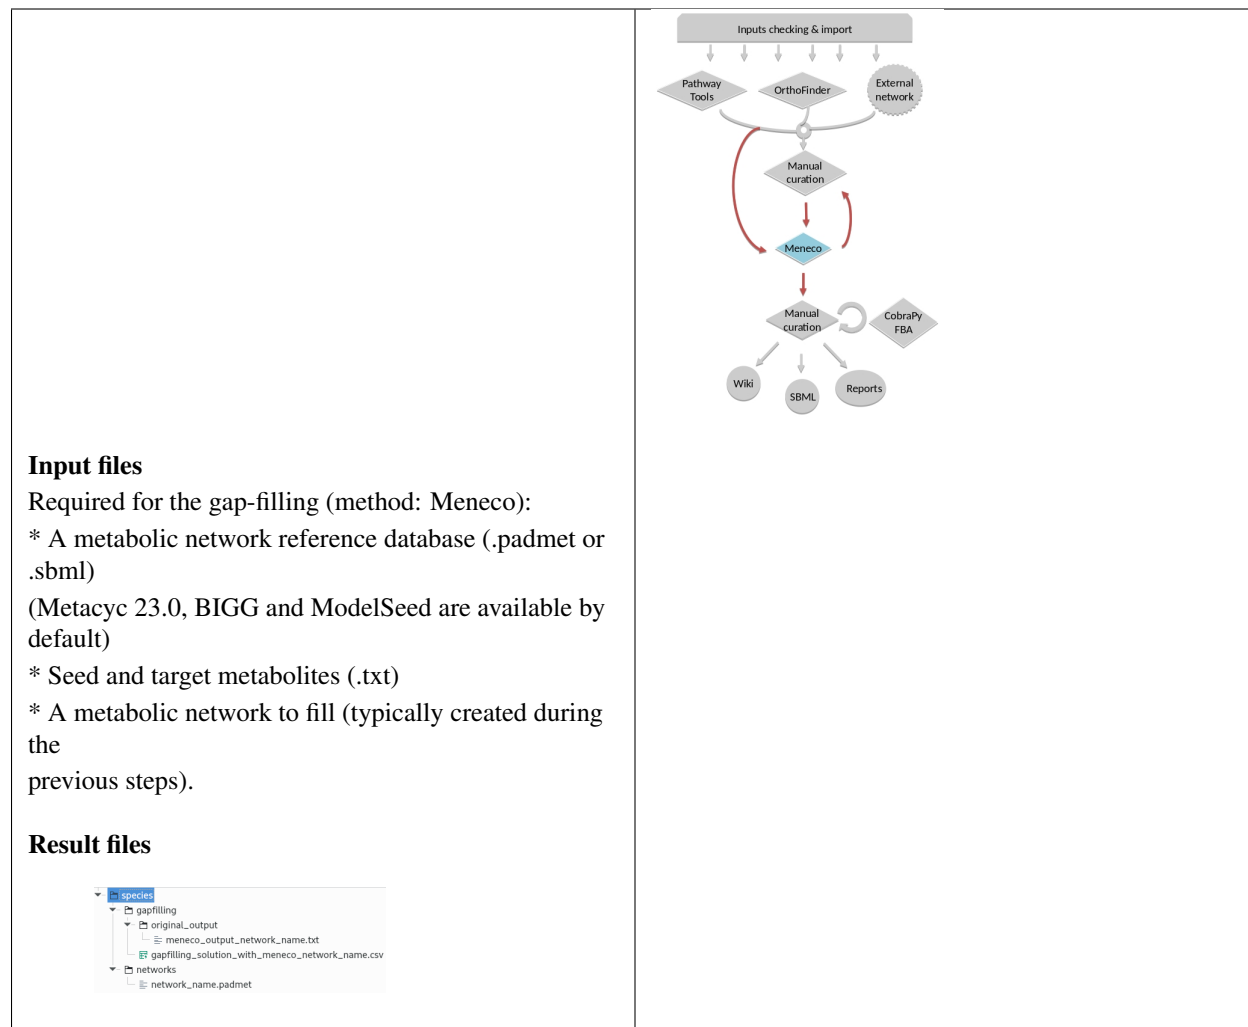 Inputs checking & import
Pathway
Tools
OrthoFinder
External
network
Manual
curation
Meneco
Manual
curation
CobraPy
FBA
Wiki
SBML
Reports
Input files
Required for the gap-filling (method: Meneco):
* A metabolic network reference database (.padmet or
.sbml)
(Metacyc 23.0, BIGG and ModelSeed are available by
default)
* Seed and target metabolites (.txt)
* A metabolic network to fill (typically created during
the
previous steps).
Result files
species
gapfilling
original_output
meneco_output_network_name.txt
gapfilling_solution_with_meneco_network_name.csv
networks
network_name.padmet